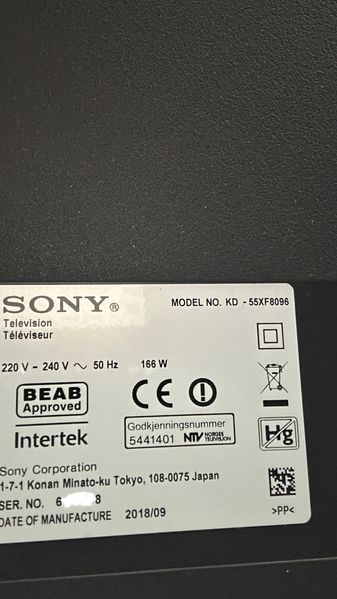 SONY®
MODEL NO. KD - 55XF8096
Television
Téléviseur
220 V - 240 V ~ 50 Hz 166 W
BEAB
Approved
CE
Intertek
Godkjenningsnummer
5441401 NTV NORGES TELEVISJON
Hg
Sony Corporation
1-7-1 Konan Minato-ku Tokyo, 108-0075 Japan
SER. NO. 6 8
DATE OF MANUFACTURE 2018/09
>PP<